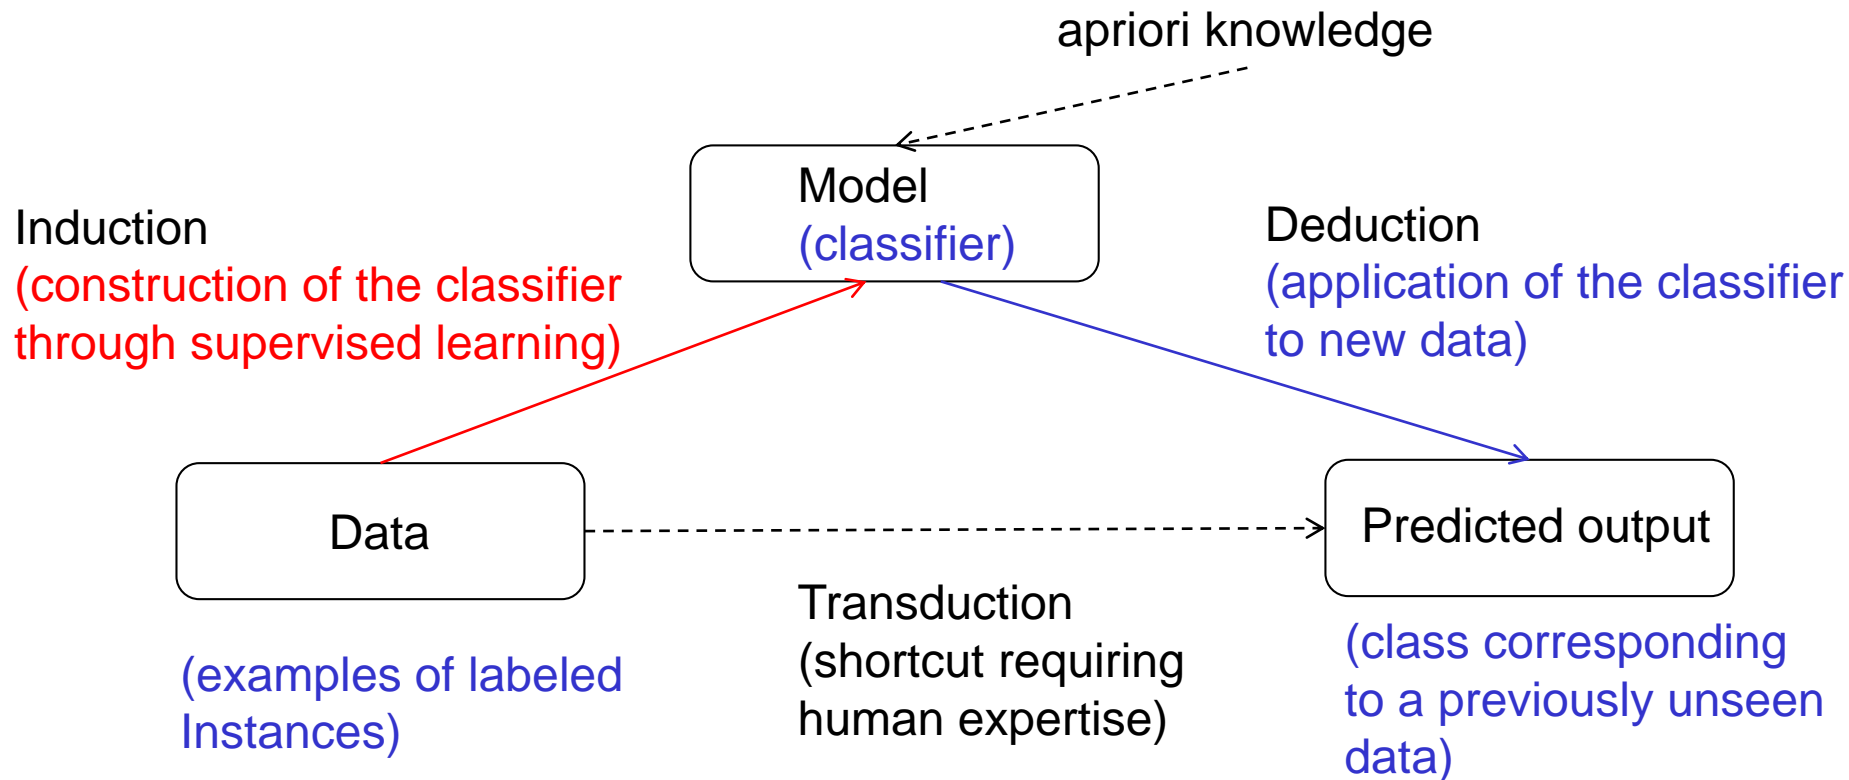 apriori knowledge
Model
(classifier)
Induction
(construction of the classifier
through supervised learning)
Deduction
(application of the classifier
to new data)
Data
Predicted output
(examples of labeled
Instances)
Transduction
(shortcut requiring
human expertise)
(class corresponding
to a previously unseen
data)